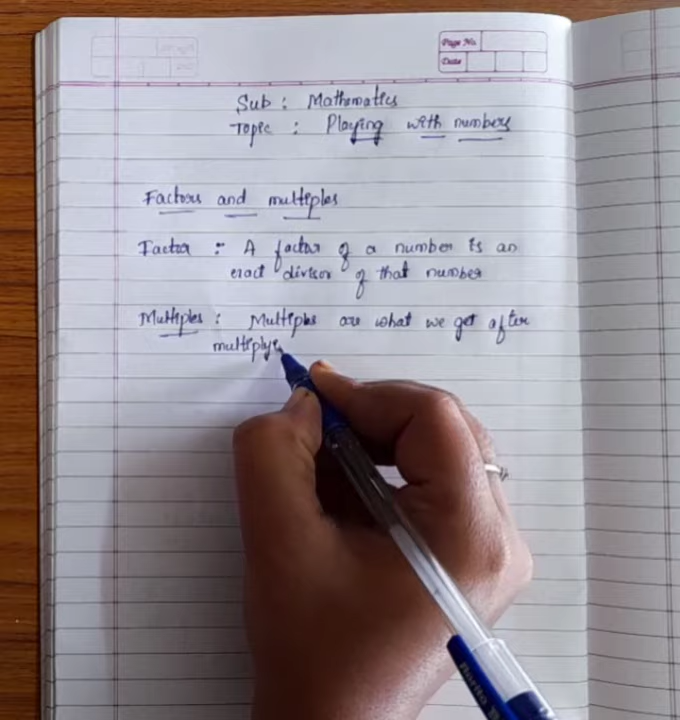 Page No.
Date
Sub : Mathematics
Topic : Playing with numbers
Factors and multiples
Factor :- A factor of a number is an
exact divisor of that number
Multiples : Multiples are what we get after
multiplyi